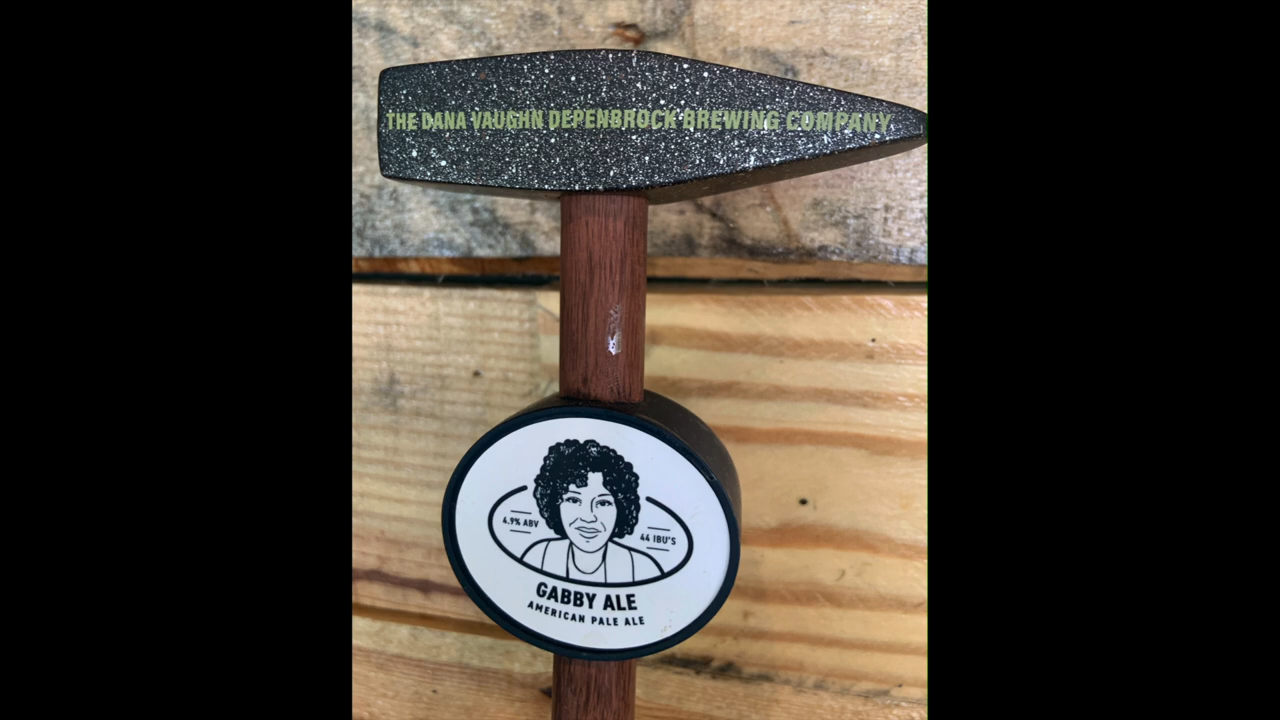 THE DANA VAUGHN DEPENBROCK BREWING COMPANY
4.9% ABV
44 IBU'S
GABBY ALE
AMERICAN PALE ALE